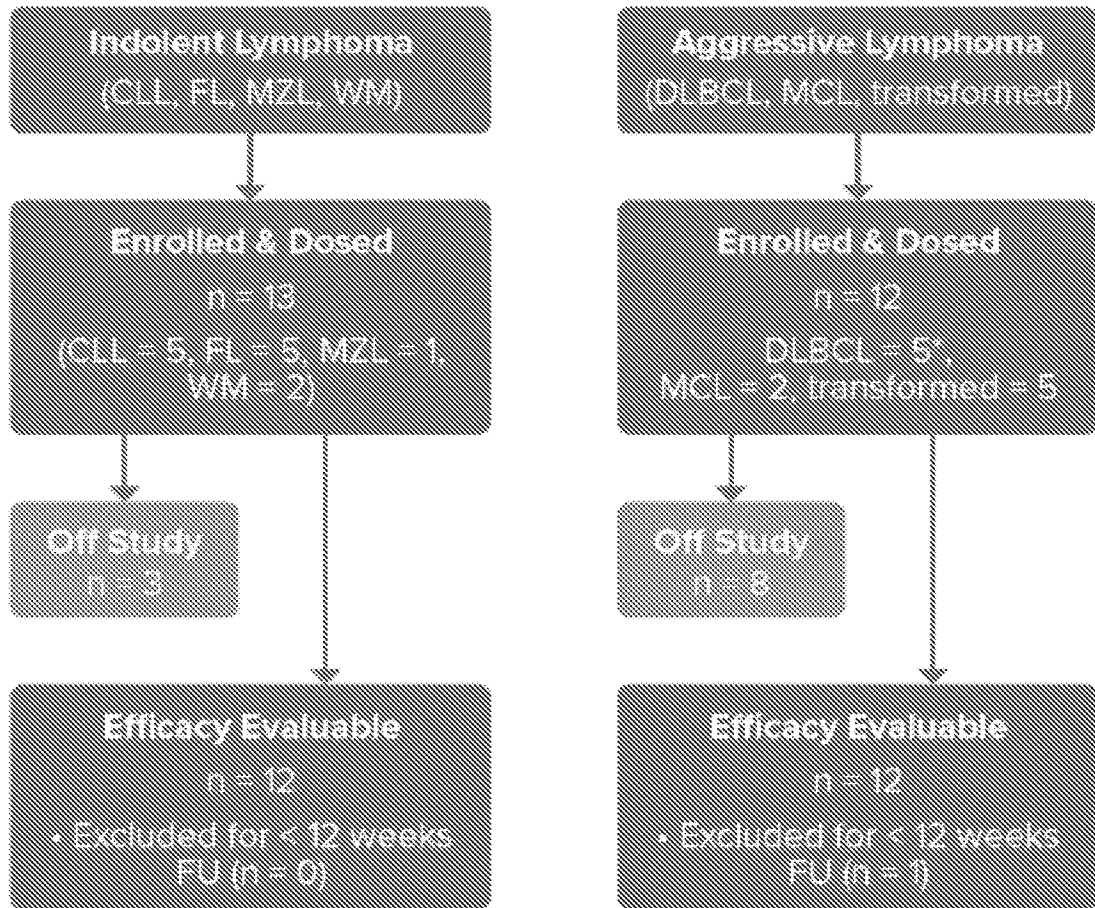 Indolent Lymphoma
(CLL, FL, MZL, WM)
Enrolled & Dosed
n = 13
(CLL = 5, FL = 5, MZL = 1,
WM = 2)
Off Study
n = 3
Efficacy Evaluable
n = 12
• Excluded for < 12 weeks
FU (n = 0)
Aggressive Lymphoma
(DLBCL, MCL, transformed)
Enrolled & Dosed
n = 12
DLBCL = 5*,
MCL = 2, transformed = 5
Off Study
n = 8
Efficacy Evaluable
n = 12
• Excluded for < 12 weeks
FU (n = 1)